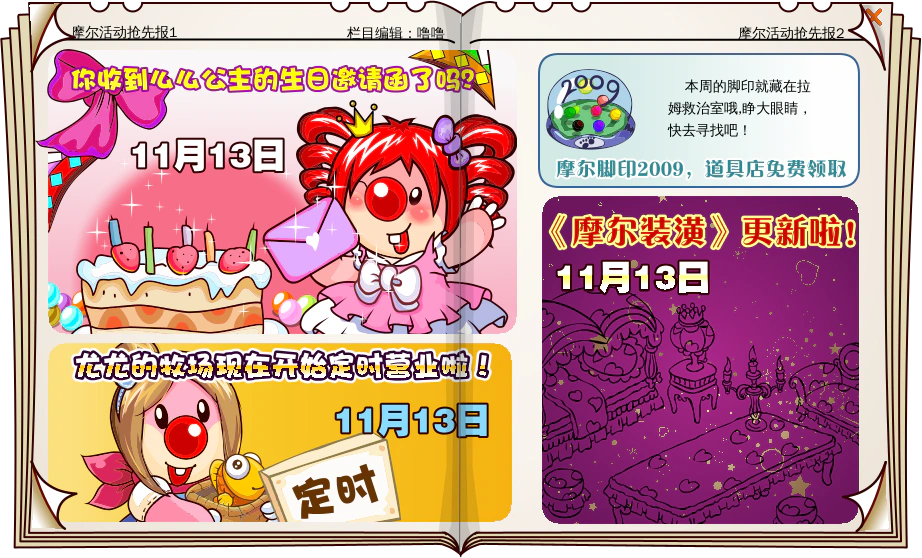 摩尔活动抢先报1
栏目编辑：噜噜
你收到么么公主的生日邀请函了吗?
11月13日
尤尤的牧场现在开始定时营业啦！
11月13日
定时
摩尔活动抢先报2
2009
本周的脚印就藏在拉
姆救治室哦,睁大眼睛，
快去寻找吧！
摩尔脚印2009，道具店免费领取
《摩尔装潢》更新啦!
11月13日